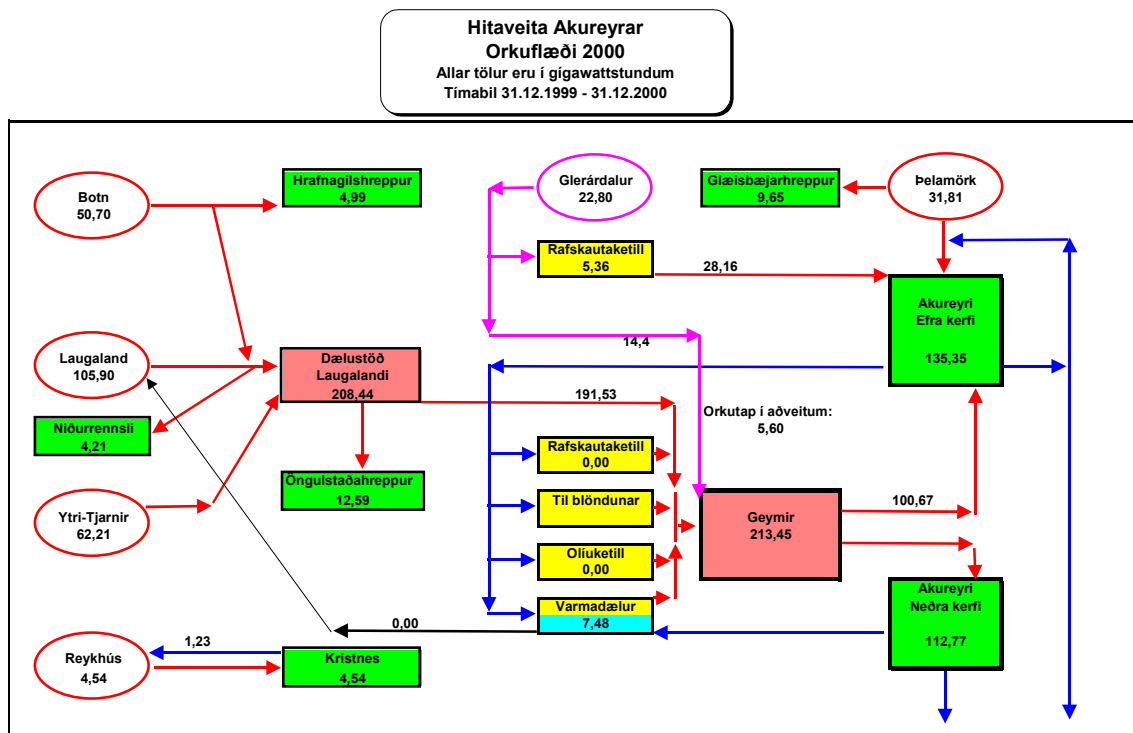 Hitaveita Akureyrar
Orkuflæði 2000
Allar tölur eru í gígawattstundum
Tímabil 31.12.1999 - 31.12.2000
Botn
50,70
Hrafnagilshreppur
4,99
Glerárdalur
22,80
Glæisbæjarhreppur
9,65
Þelamörk
31,81
Rafskautaketill
5,36
28,16
Akureyri
Efra kerfi
135,35
14,4
Laugaland
105,90
Dælustöð
Laugalandi
208,44
191,53
Orkutap í aðveitum:
5,60
Niðurrennsli
4,21
Rafskautaketill
0,00
Öngulstaðahreppur
12,59
Til blöndunar
Ytri-Tjarnir
62,21
Geymir
213,45
100,67
Olíuketill
0,00
Akureyri
Neðra kerfi
112,77
Varmadælur
7,48
0,00
1,23
Reykhús
4,54
Kristnes
4,54